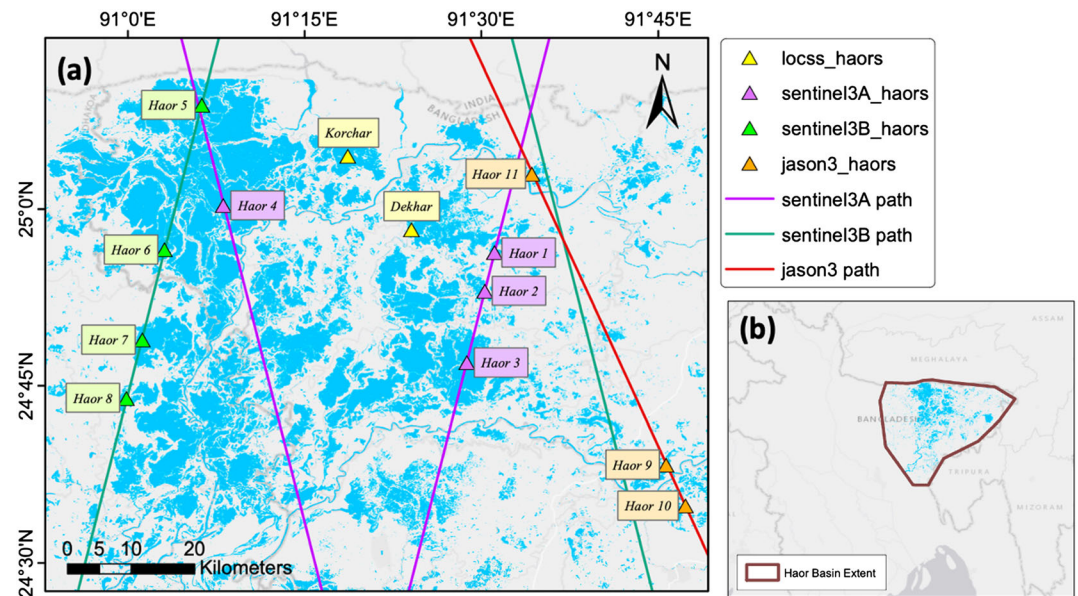 91°0'E 91°15'E 91°30'E 91°45'E
(a)
N
Haor 5
INDIA
BANGLADESH
Korchar
Haor 11
Haor 4
Dekhar
25°0'N
Haor 6
Haor 1
Haor 2
Haor 7
Haor 3
24°45'N
Haor 8
Haor 9
Haor 10
24°30'N
0 5 10 20
Kilometers
locss_haors
sentinel3A_haors
sentinel3B_haors
jason3_haors
sentinel3A path
sentinel3B path
jason3 path
(b)
ASSAM
MEGHALAYA
BANGLADESH
TRIPURA
MIZORAM
Haor Basin Extent